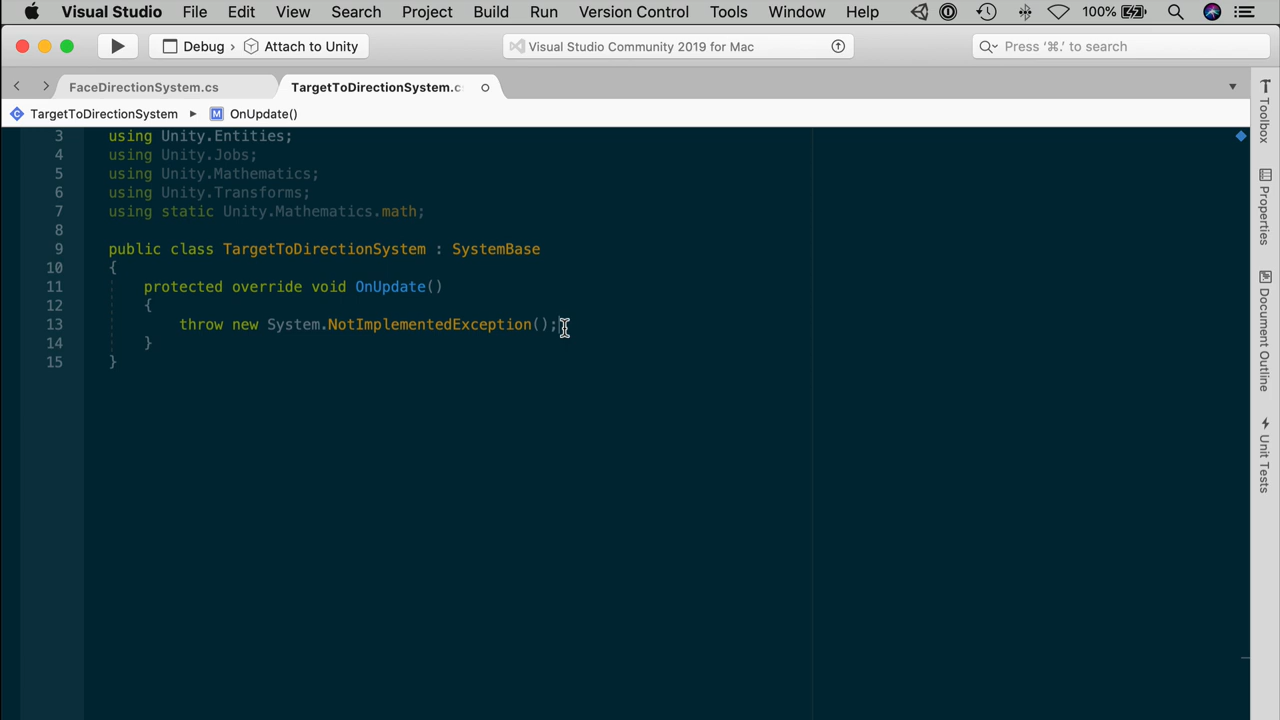 Visual Studio File Edit View Search Project Build Run Version Control Tools Window Help 100%
Debug › Attach to Unity Visual Studio Community 2019 for Mac Press ‘⌘.’ to search
FaceDirectionSystem.cs TargetToDirectionSystem.c
TargetToDirectionSystem ▸ M OnUpdate()
3 using Unity.Entities;
4 using Unity.Jobs;
5 using Unity.Mathematics;
6 using Unity.Transforms;
7 using static Unity.Mathematics.math;
8
9 public class TargetToDirectionSystem : SystemBase
10 {
11 protected override void OnUpdate()
12 {
13 throw new System.NotImplementedException();
14 }
15 }
Toolbox
Properties
Document Outline
Unit Tests